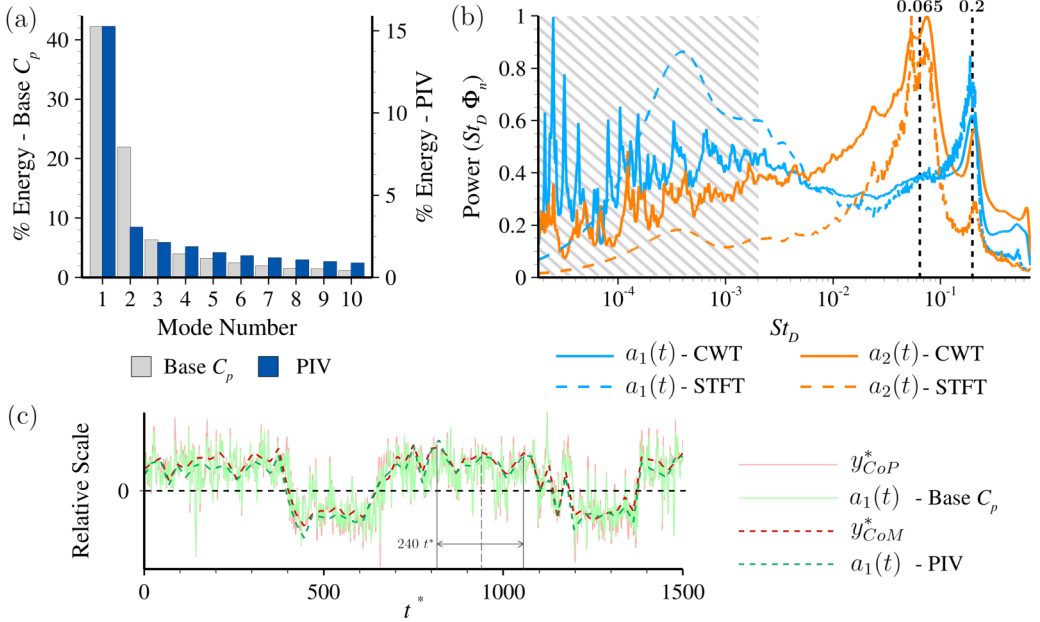 (a)
% Energy - Base C_p
40
30
20
10
0
15
10
5
0
% Energy - PIV
1 2 3 4 5 6 7 8 9 10
Mode Number
Base C_p PIV
(b)
0.065 0.2
Power (St_D Φ_n)
1
0.8
0.6
0.4
0.2
0
10^-4 10^-3 10^-2 10^-1
St_D
a_1(t) - CWT a_2(t) - CWT
a_1(t) - STFT a_2(t) - STFT
(c)
Relative Scale
0
240 t*
0 500 1000 1500
t*
y*_CoP
a_1(t) - Base C_p
y*_CoM
a_1(t) - PIV